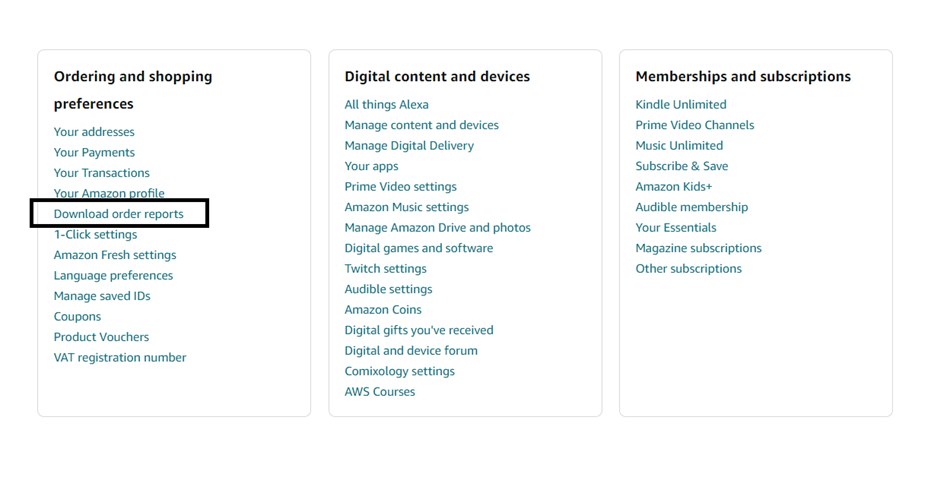 Ordering and shopping
preferences
Your addresses
Your Payments
Your Transactions
Your Amazon profile
Download order reports
1-Click settings
Amazon Fresh settings
Language preferences
Manage saved IDs
Coupons
Product Vouchers
VAT registration number
Digital content and devices
All things Alexa
Manage content and devices
Manage Digital Delivery
Your apps
Prime Video settings
Amazon Music settings
Manage Amazon Drive and photos
Digital games and software
Twitch settings
Audible settings
Amazon Coins
Digital gifts you've received
Digital and device forum
Comixology settings
AWS Courses
Memberships and subscriptions
Kindle Unlimited
Prime Video Channels
Music Unlimited
Subscribe & Save
Amazon Kids+
Audible membership
Your Essentials
Magazine subscriptions
Other subscriptions